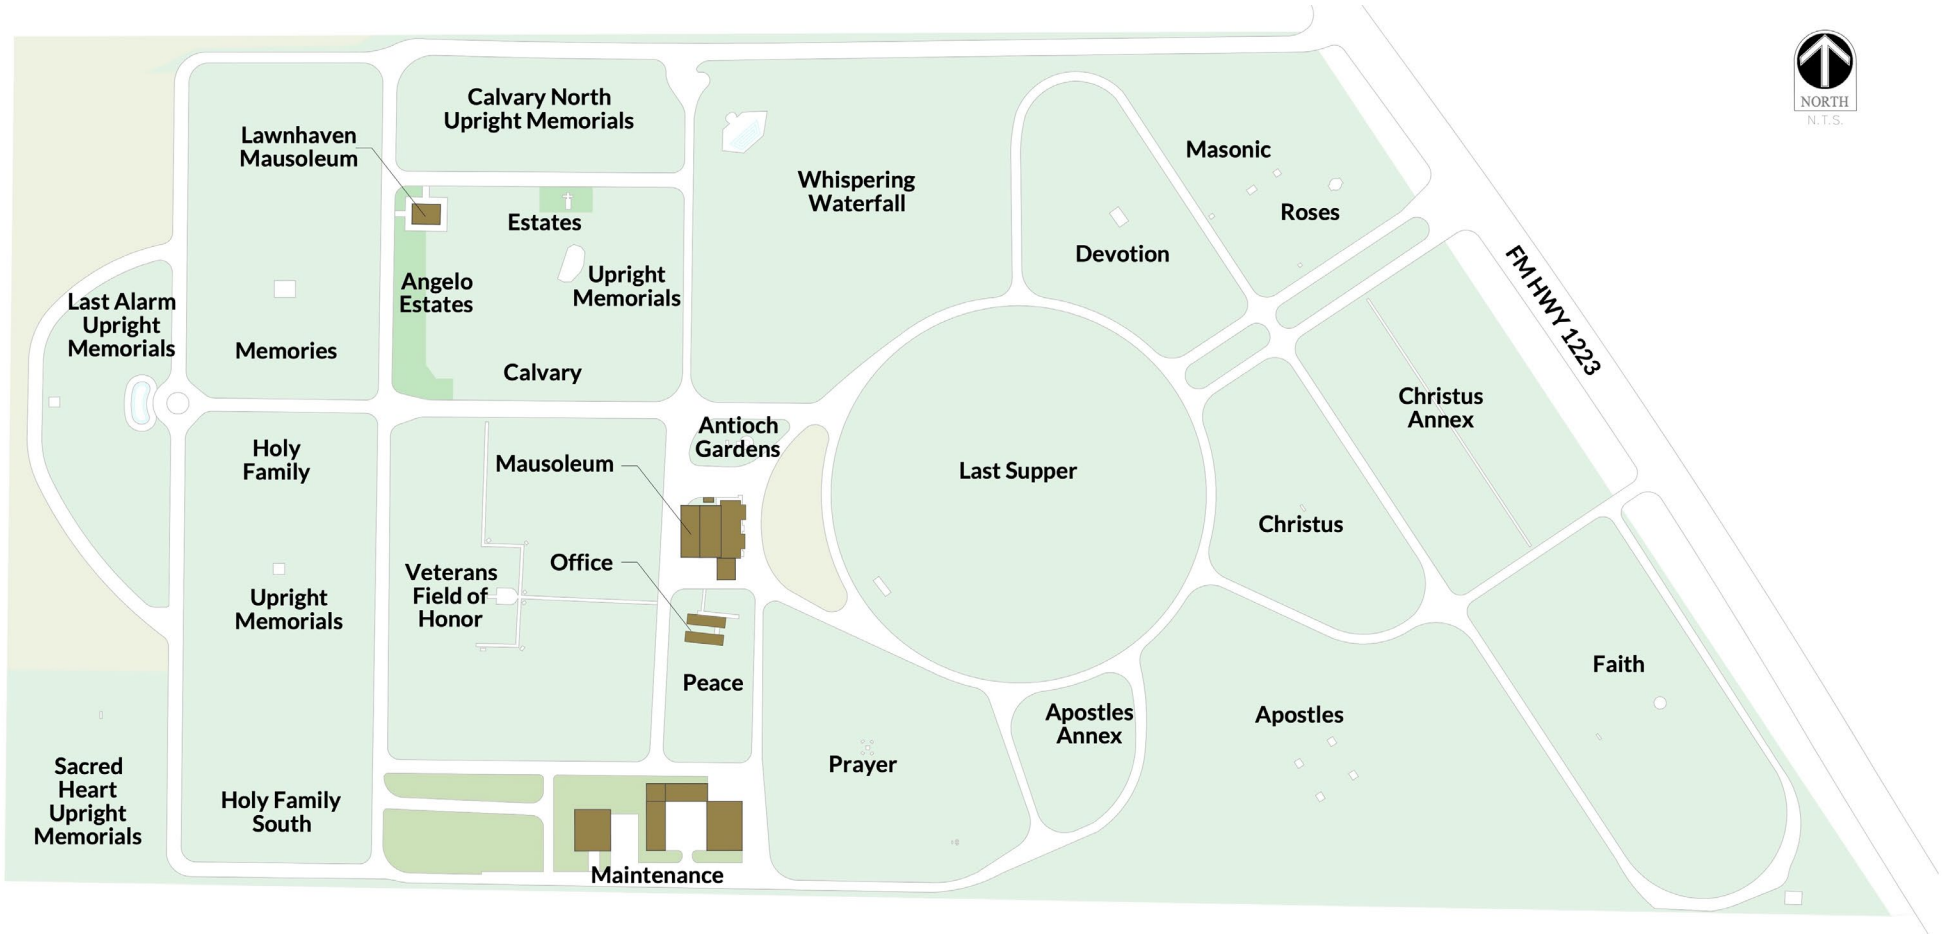 NORTH
N.T.S.
Calvary North
Upright Memorials
Lawnhaven
Mausoleum
Masonic
Whispering
Waterfall
Roses
Estates
Devotion
Angelo
Estates
Upright
Memorials
FM HWY 1223
Last Alarm
Upright
Memorials
Memories
Calvary
Christus
Annex
Antioch
Gardens
Holy
Family
Mausoleum
Last Supper
Christus
Office
Veterans
Field of
Honor
Upright
Memorials
Faith
Peace
Apostles
Annex
Apostles
Prayer
Sacred
Heart
Upright
Memorials
Holy Family
South
Maintenance